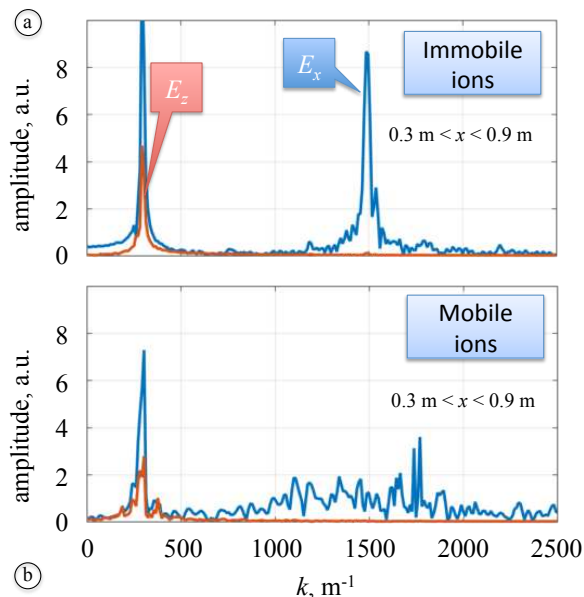 a
8
6
4
2
0
amplitude, a.u.
E_z
E_x
Immobile
ions
0.3 m < x < 0.9 m
b
8
6
4
2
0
amplitude, a.u.
Mobile
ions
0.3 m < x < 0.9 m
0 500 1000 1500 2000 2500
k, m⁻¹